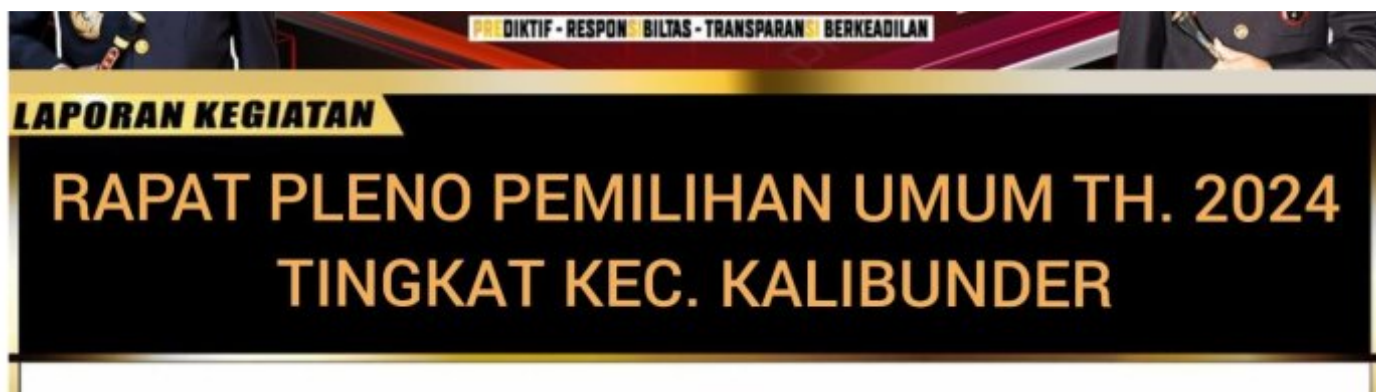 PREDIKTIF - RESPONSIBILTAS - TRANSPARANSI BERKEADILAN
LAPORAN KEGIATAN
RAPAT PLENO PEMILIHAN UMUM TH. 2024
TINGKAT KEC. KALIBUNDER